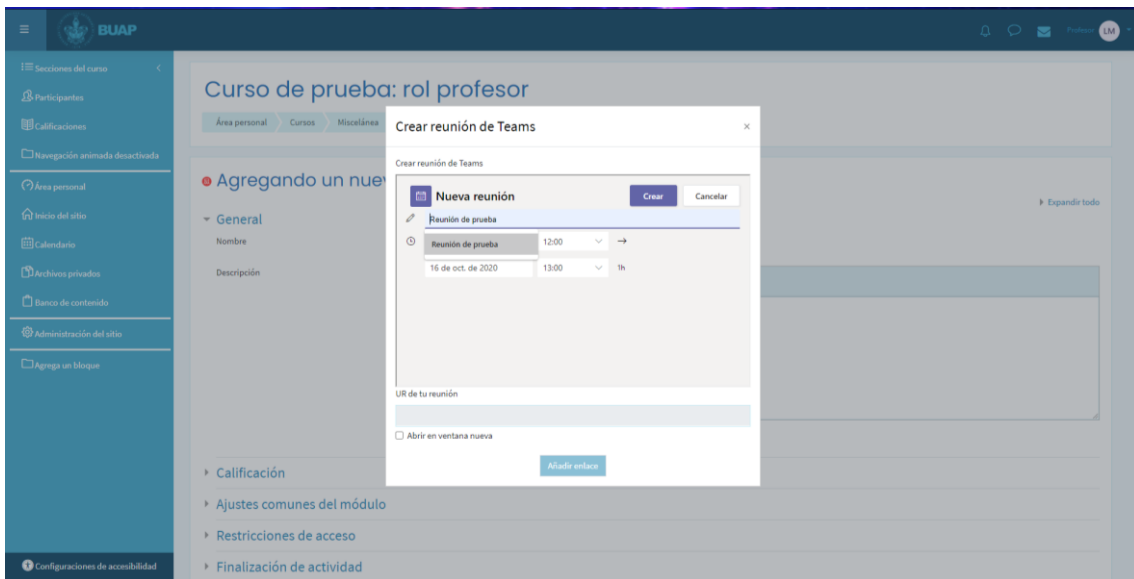 BUAP
Profesor LM
Secciones del curso
Participantes
Calificaciones
Navegación animada desactivada
Área personal
Inicio del sitio
Calendario
Archivos privados
Banco de contenido
Administración del sitio
Agrega un bloque
Configuraciones de accesibilidad
Curso de prueba: rol profesor
Área personal Cursos Miscelánea
Agregando un nue
Expandir todo
General
Nombre
Descripción
Calificación
Ajustes comunes del módulo
Restricciones de acceso
Finalización de actividad
Crear reunión de Teams ×
Crear reunión de Teams
Nueva reunión Crear Cancelar
Reunión de prueba
Reunión de prueba 12:00 →
16 de oct. de 2020 13:00 1h
UR de tu reunión
Abrir en ventana nueva
Añadir enlace